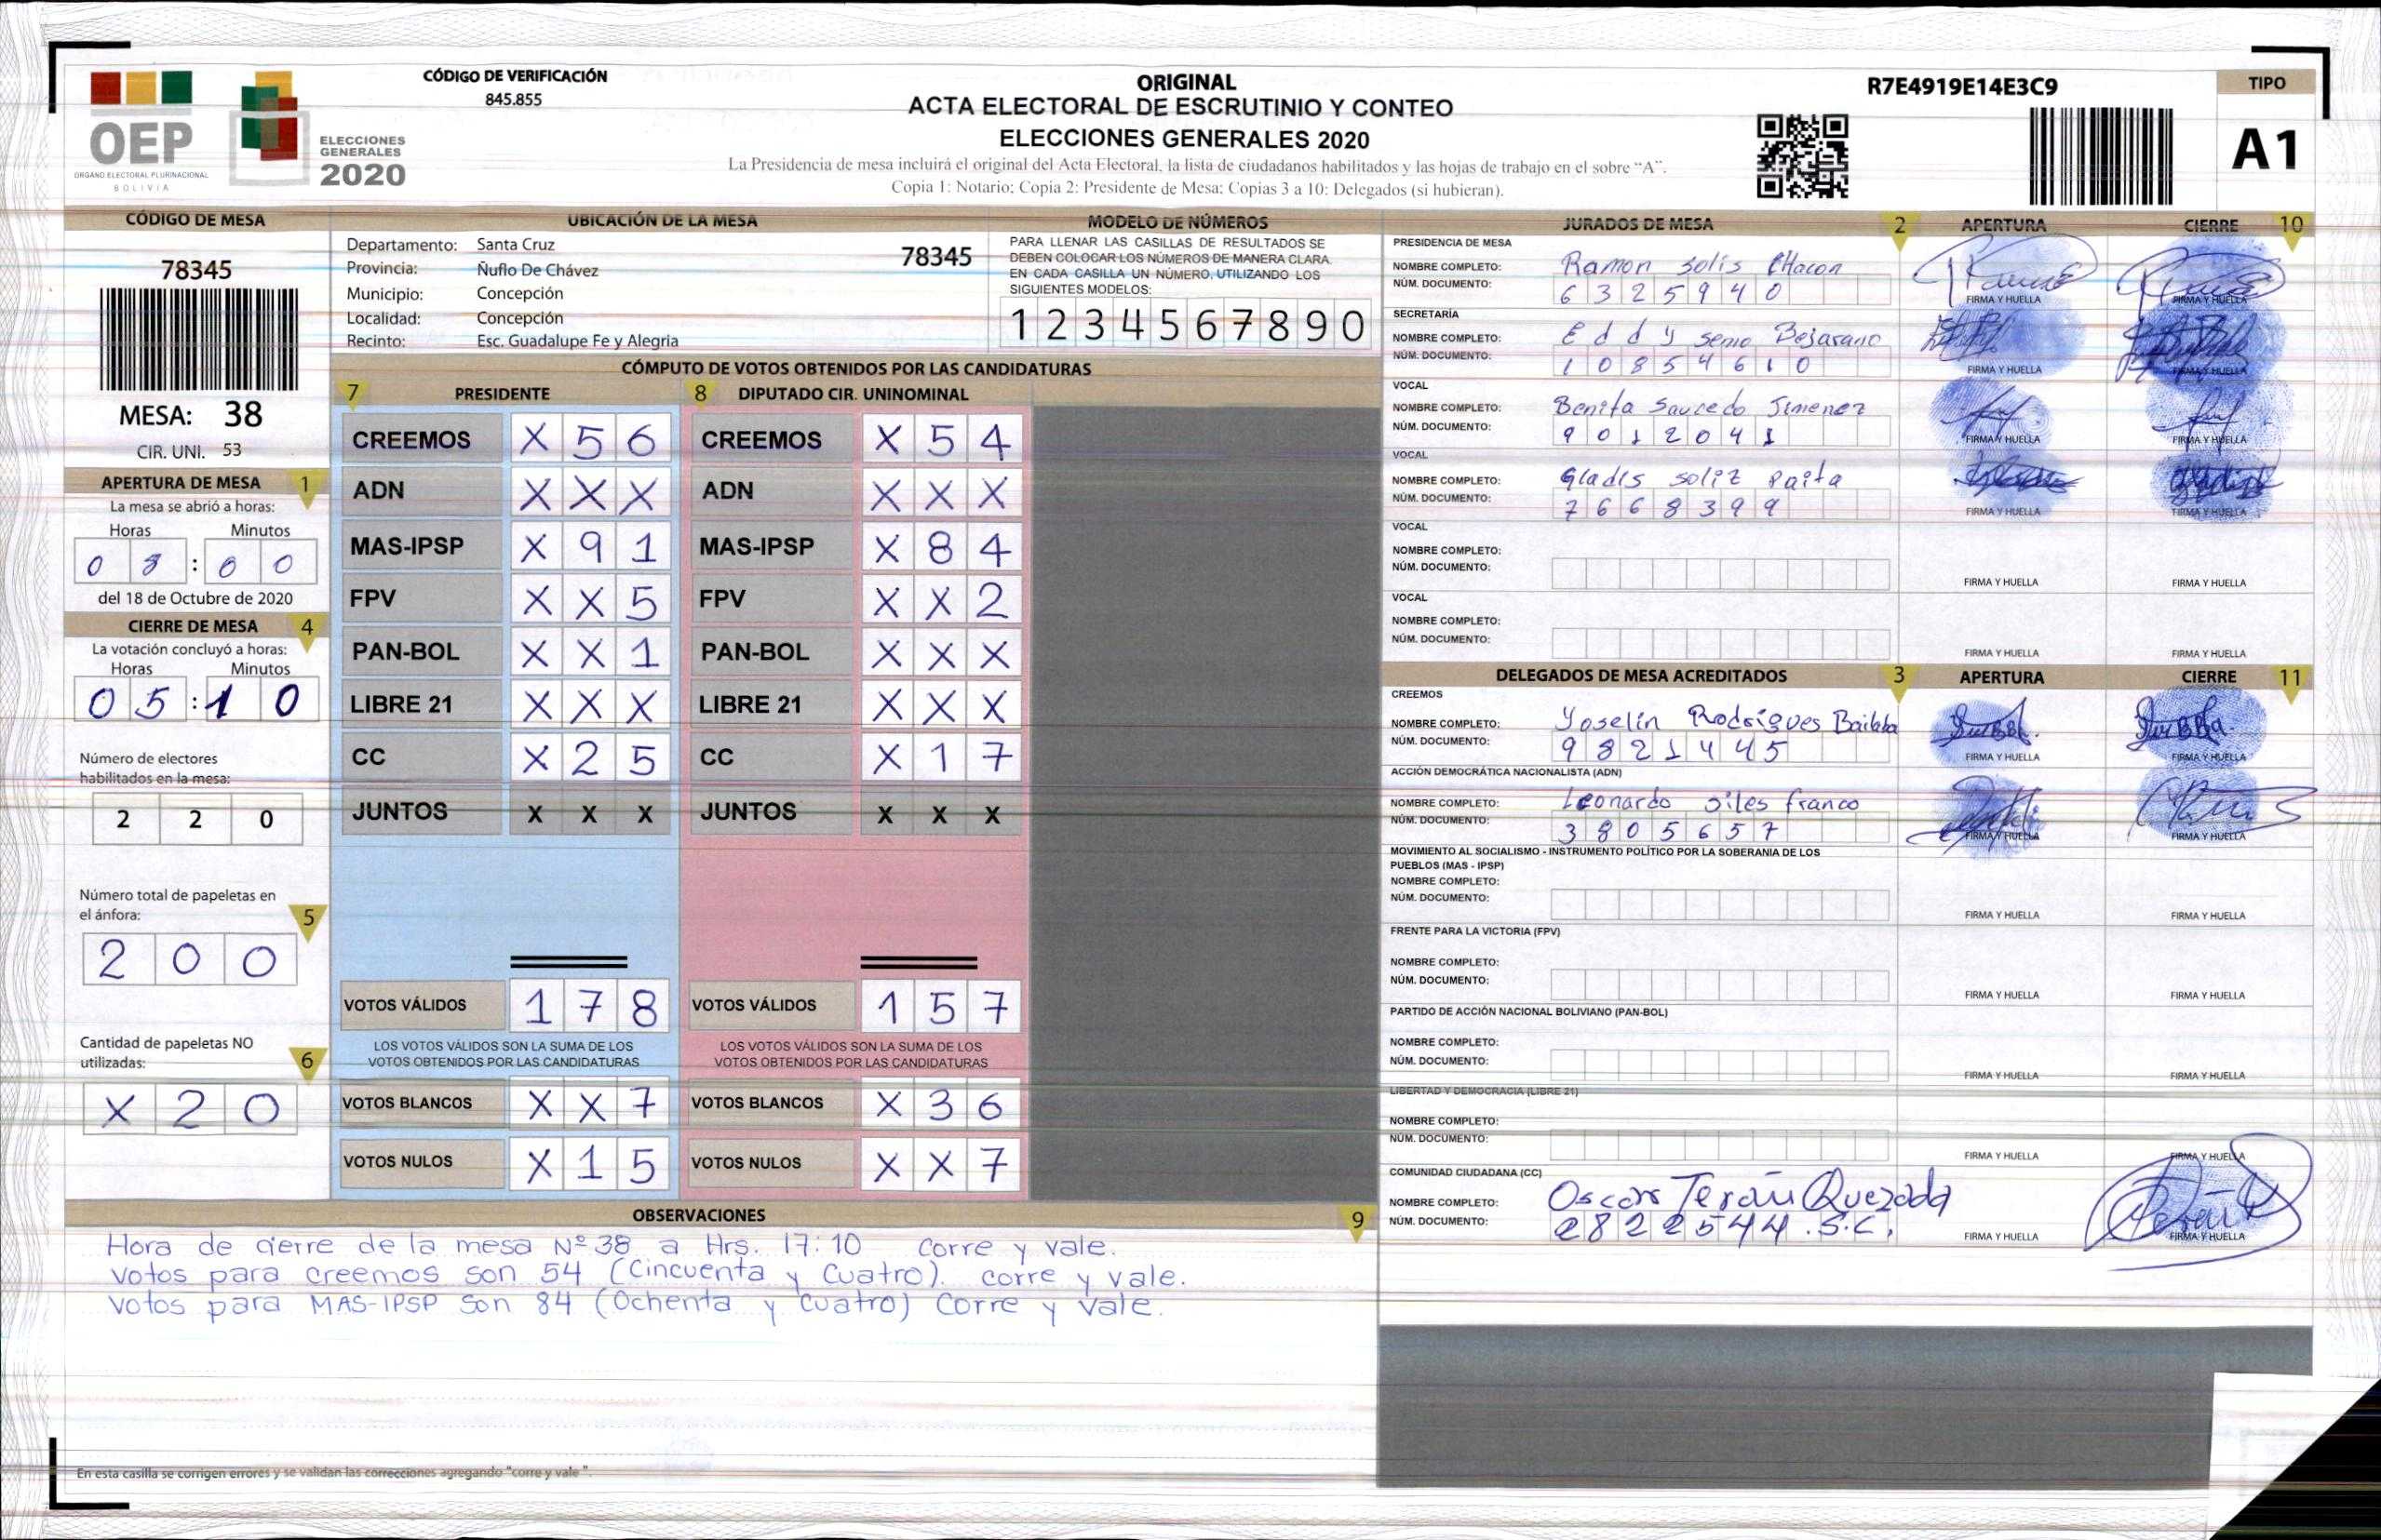 CÓDIGO DE VERIFICACIÓN
845.855
OEP
ÓRGANO ELECTORAL PLURINACIONAL
BOLIVIA
ELECCIONES
GENERALES
2020
ORIGINAL
ACTA ELECTORAL DE ESCRUTINIO Y CONTEO
ELECCIONES GENERALES 2020
La Presidencia de mesa incluirá el original del Acta Electoral, la lista de ciudadanos habilitados y las hojas de trabajo en el sobre "A".
Copia 1: Notario; Copia 2: Presidente de Mesa; Copias 3 a 10: Delegados (si hubieran).
R7E4919E14E3C9
TIPO
A1
CÓDIGO DE MESA
78345
MESA: 38
CIR. UNI. 53
APERTURA DE MESA 1
La mesa se abrió a horas:
Horas Minutos
0 8 : 0 0
del 18 de Octubre de 2020
CIERRE DE MESA 4
La votación concluyó a horas:
Horas Minutos
0 5 : 1 0
Número de electores
habilitados en la mesa:
2 2 0
Número total de papeletas en
el ánfora: 5
2 0 0
Cantidad de papeletas NO
utilizadas: 6
X 2 0
UBICACIÓN DE LA MESA
Departamento: Santa Cruz 78345
Provincia: Ñuflo De Chávez
Municipio: Concepción
Localidad: Concepción
Recinto: Esc. Guadalupe Fe y Alegria
MODELO DE NÚMEROS
PARA LLENAR LAS CASILLAS DE RESULTADOS SE
DEBEN COLOCAR LOS NÚMEROS DE MANERA CLARA.
EN CADA CASILLA UN NÚMERO, UTILIZANDO LOS
SIGUIENTES MODELOS:
1 2 3 4 5 6 7 8 9 0
CÓMPUTO DE VOTOS OBTENIDOS POR LAS CANDIDATURAS
7 PRESIDENTE 8 DIPUTADO CIR. UNINOMINAL
CREEMOS X 5 6 CREEMOS X 5 4
ADN X X X ADN X X X
MAS-IPSP X 9 1 MAS-IPSP X 8 4
FPV X X 5 FPV X X 2
PAN-BOL X X 1 PAN-BOL X X X
LIBRE 21 X X X LIBRE 21 X X X
CC X 2 5 CC X 1 7
JUNTOS X X X JUNTOS X X X
VOTOS VÁLIDOS 1 7 8 VOTOS VÁLIDOS 1 5 7
LOS VOTOS VÁLIDOS SON LA SUMA DE LOS LOS VOTOS VÁLIDOS SON LA SUMA DE LOS
VOTOS OBTENIDOS POR LAS CANDIDATURAS VOTOS OBTENIDOS POR LAS CANDIDATURAS
VOTOS BLANCOS X X 7 VOTOS BLANCOS X 3 6
VOTOS NULOS X 1 5 VOTOS NULOS X X 7
OBSERVACIONES 9
Hora de cierre de la mesa Nº 38 a Hrs. 17:10 Corre y vale.
Votos para creemos son 54 (Cincuenta y Cuatro). corre y vale.
Votos para MAS-IPSP Son 84 (Ochenta y Cuatro) Corre y Vale.
En esta casilla se corrigen errores y se validan las correcciones agregando "corre y vale ".
JURADOS DE MESA 2 APERTURA CIERRE 10
PRESIDENCIA DE MESA
NOMBRE COMPLETO: Ramon Solis CHacon
NÚM. DOCUMENTO: 6 3 2 5 9 4 0
FIRMA Y HUELLA FIRMA Y HUELLA
SECRETARÍA
NOMBRE COMPLETO: Eddy semo Bejarano
NÚM. DOCUMENTO: 1 0 8 5 4 6 1 0
FIRMA Y HUELLA FIRMA Y HUELLA
VOCAL
NOMBRE COMPLETO: Benita Saucedo Jimenez
NÚM. DOCUMENTO: 9 0 1 2 0 4 1
FIRMA Y HUELLA FIRMA Y HUELLA
VOCAL
NOMBRE COMPLETO: Gladis soliz Paita
NÚM. DOCUMENTO: 7 6 6 8 3 9 9
FIRMA Y HUELLA FIRMA Y HUELLA
VOCAL
NOMBRE COMPLETO:
NÚM. DOCUMENTO:
FIRMA Y HUELLA FIRMA Y HUELLA
VOCAL
NOMBRE COMPLETO:
NÚM. DOCUMENTO:
FIRMA Y HUELLA FIRMA Y HUELLA
DELEGADOS DE MESA ACREDITADOS 3 APERTURA CIERRE 11
CREEMOS
NOMBRE COMPLETO: Yoselin Rodrigues
NÚM. DOCUMENTO: 9 8 2 1 4 4 5
FIRMA Y HUELLA FIRMA Y HUELLA
ACCIÓN DEMOCRÁTICA NACIONALISTA (ADN)
NOMBRE COMPLETO: Leonardo Siles franco
NÚM. DOCUMENTO: 3 8 0 5 6 5 7
FIRMA Y HUELLA FIRMA Y HUELLA
MOVIMIENTO AL SOCIALISMO - INSTRUMENTO POLÍTICO POR LA SOBERANIA DE LOS
PUEBLOS (MAS - IPSP)
NOMBRE COMPLETO:
NÚM. DOCUMENTO:
FIRMA Y HUELLA FIRMA Y HUELLA
FRENTE PARA LA VICTORIA (FPV)
NOMBRE COMPLETO:
NÚM. DOCUMENTO:
FIRMA Y HUELLA FIRMA Y HUELLA
PARTIDO DE ACCIÓN NACIONAL BOLIVIANO (PAN-BOL)
NOMBRE COMPLETO:
NÚM. DOCUMENTO:
FIRMA Y HUELLA FIRMA Y HUELLA
LIBERTAD Y DEMOCRACIA (LIBRE 21)
NOMBRE COMPLETO:
NÚM. DOCUMENTO:
FIRMA Y HUELLA FIRMA Y HUELLA
COMUNIDAD CIUDADANA (CC)
NOMBRE COMPLETO: Oscar Terán Quezada
NÚM. DOCUMENTO: 2 8 2 2 5 4 4 . S.C.
FIRMA Y HUELLA FIRMA Y HUELLA